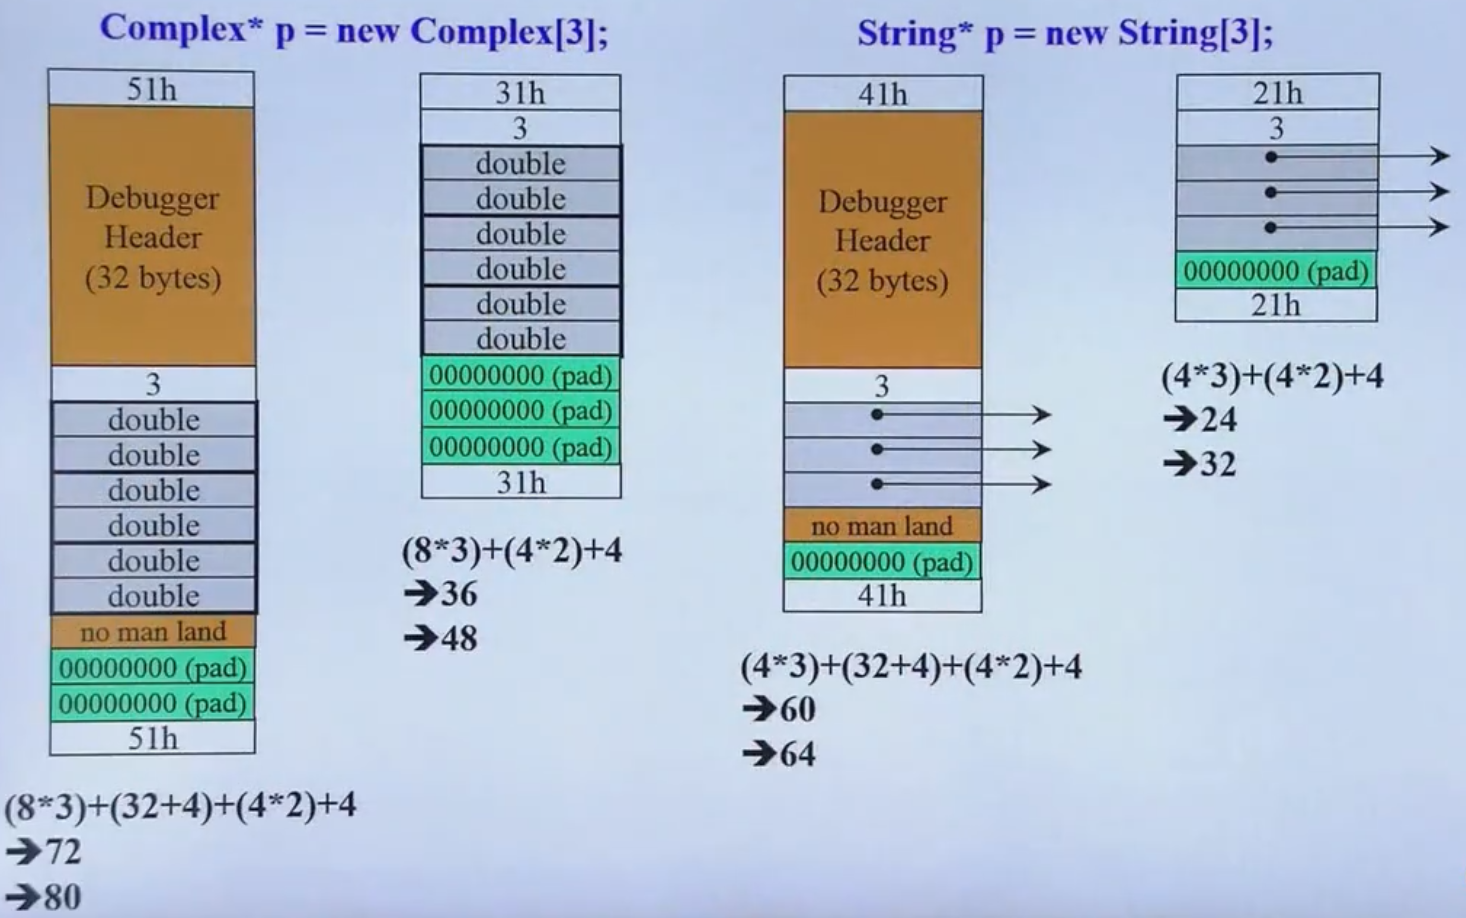 Complex* p = new Complex[3];
51h
Debugger
Header
(32 bytes)
3
double
double
double
double
double
double
no man land
00000000 (pad)
00000000 (pad)
51h
(8*3)+(32+4)+(4*2)+4
➔72
➔80
31h
3
double
double
double
double
double
double
00000000 (pad)
00000000 (pad)
00000000 (pad)
31h
(8*3)+(4*2)+4
➔36
➔48
String* p = new String[3];
41h
Debugger
Header
(32 bytes)
3
no man land
00000000 (pad)
41h
(4*3)+(32+4)+(4*2)+4
➔60
➔64
21h
3
00000000 (pad)
21h
(4*3)+(4*2)+4
➔24
➔32